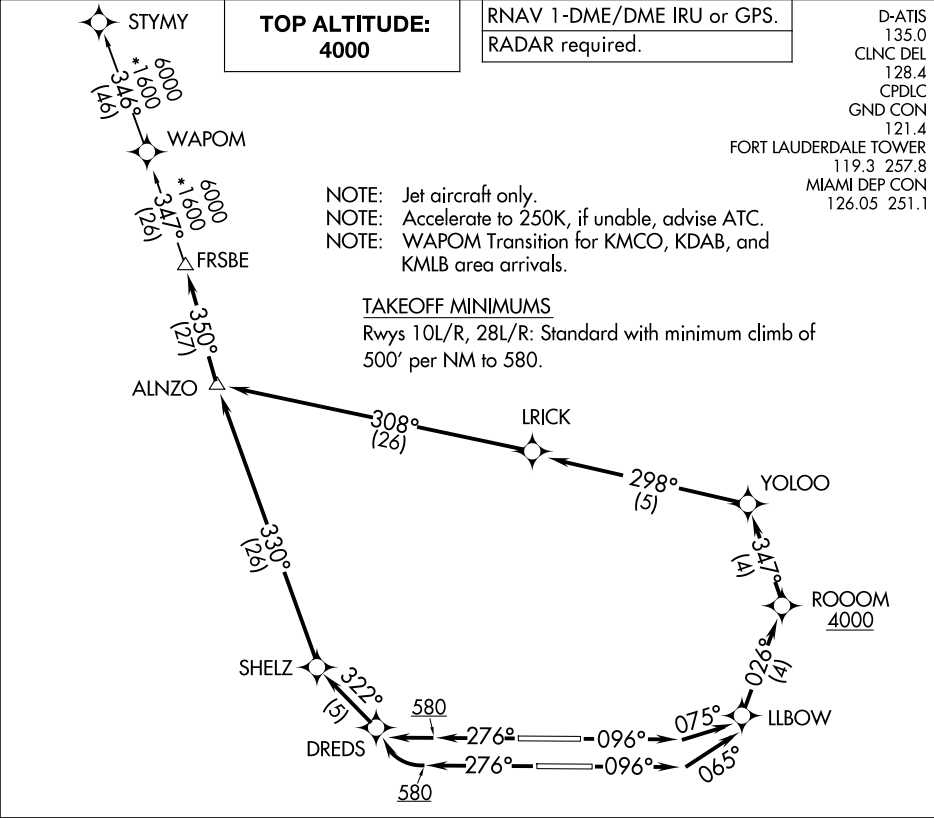 STYMY
TOP ALTITUDE:
4000
RNAV 1-DME/DME IRU or GPS.
RADAR required.
D-ATIS
135.0
CLNC DEL
128.4
CPDLC
GND CON
121.4
FORT LAUDERDALE TOWER
119.3 257.8
MIAMI DEP CON
126.05 251.1
6000
*1600
346°
(46)
WAPOM
6000
*1600
347°
(26)
FRSBE
NOTE: Jet aircraft only.
NOTE: Accelerate to 250K, if unable, advise ATC.
NOTE: WAPOM Transition for KMCO, KDAB, and
KMLB area arrivals.
TAKEOFF MINIMUMS
Rwys 10L/R, 28L/R: Standard with minimum climb of
500' per NM to 580.
350°
(27)
ALNZO
308°
(26)
LRICK
298°
(5)
YOLOO
347°
(4)
330°
(26)
ROOOM
4000
026°
(4)
SHELZ
322°
(5)
DREDS
580
276°
096°
075°
LLBOW
276°
096°
065°
580